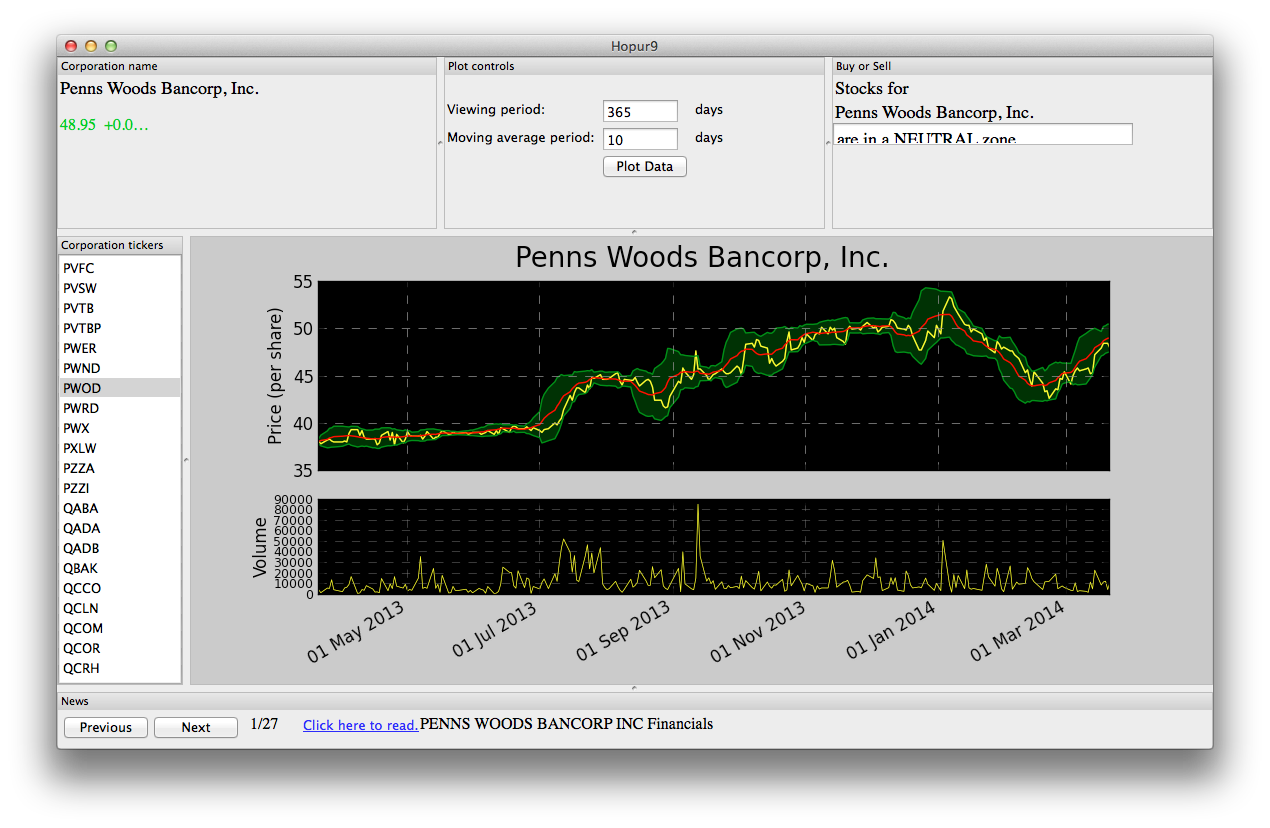 Hopur9
Corporation name
Penns Woods Bancorp, Inc.
48.95 +0.0...
Plot controls
Viewing period: 365 days
Moving average period: 10 days
Plot Data
Buy or Sell
Stocks for
Penns Woods Bancorp, Inc.
are in a NEUTRAL zone
Corporation tickers
PVFC
PVSW
PVTB
PVTBP
PWER
PWND
PWOD
PWRD
PWX
PXLW
PZZA
PZZI
QABA
QADA
QADB
QBAK
QCCO
QCLN
QCOM
QCOR
QCRH
Penns Woods Bancorp, Inc.
Price (per share)
55
50
45
40
35
Volume
90000
80000
70000
60000
50000
40000
30000
20000
10000
0
01 May 2013
01 Jul 2013
01 Sep 2013
01 Nov 2013
01 Jan 2014
01 Mar 2014
News
Previous Next 1/27 Click here to read. PENNS WOODS BANCORP INC Financials